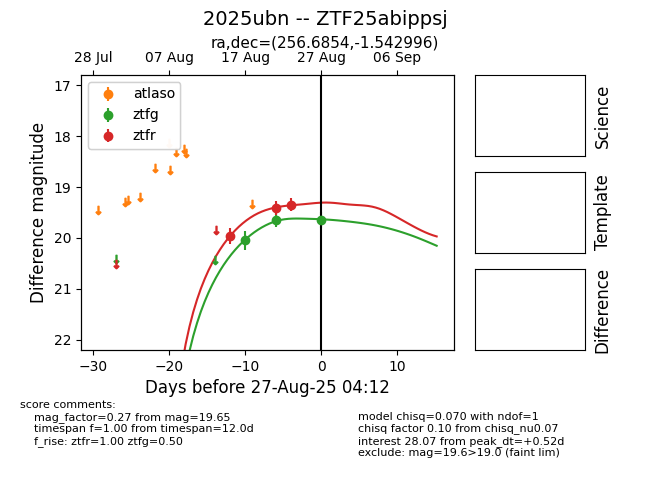 2025ubn -- ZTF25abippsj
ra,dec=(256.6854,-1.542996)
28 Jul 07 Aug 17 Aug 27 Aug 06 Sep
atlaso
ztfg
ztfr
17
18
19
20
21
22
Difference magnitude
−30 −20 −10 0 10
Days before 27-Aug-25 04:12
Science
Template
Difference
score comments:
mag_factor=0.27 from mag=19.65
timespan f=1.00 from timespan=12.0d
f_rise: ztfr=1.00 ztfg=0.50
model chisq=0.070 with ndof=1
chisq factor 0.10 from chisq_nu0.07
interest 28.07 from peak_dt=+0.52d
exclude: mag=19.6>19.0 (faint lim)